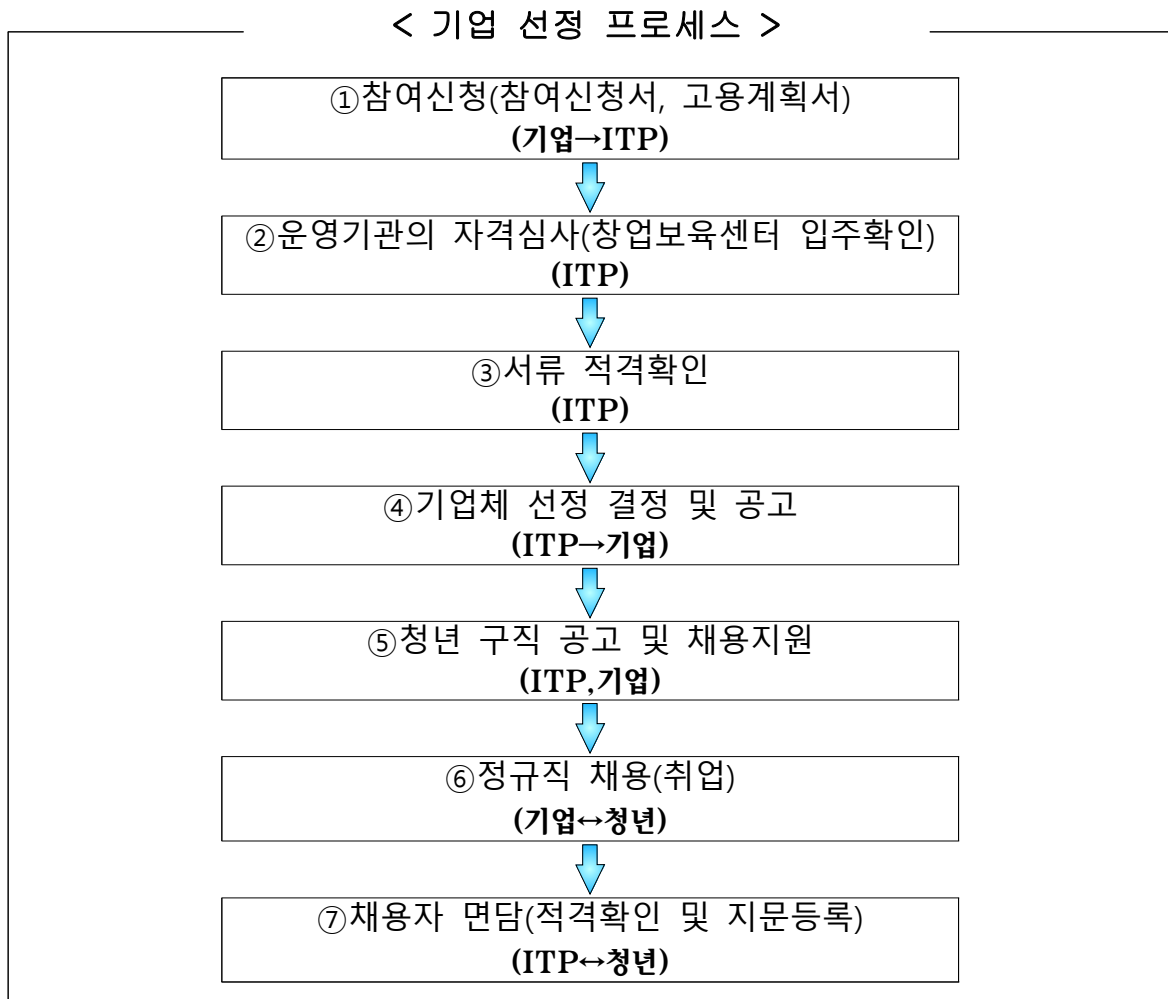 < 기업 선정 프로세스 >
①참여신청(참여신청서, 고용계획서)
(기업→ITP)
②운영기관의 자격심사(창업보육센터 입주확인)
(ITP)
③서류 적격확인
(ITP)
④기업체 선정 결정 및 공고
(ITP→기업)
⑤청년 구직 공고 및 채용지원
(ITP,기업)
⑥정규직 채용(취업)
(기업↔청년)
⑦채용자 면담(적격확인 및 지문등록)
(ITP↔청년)